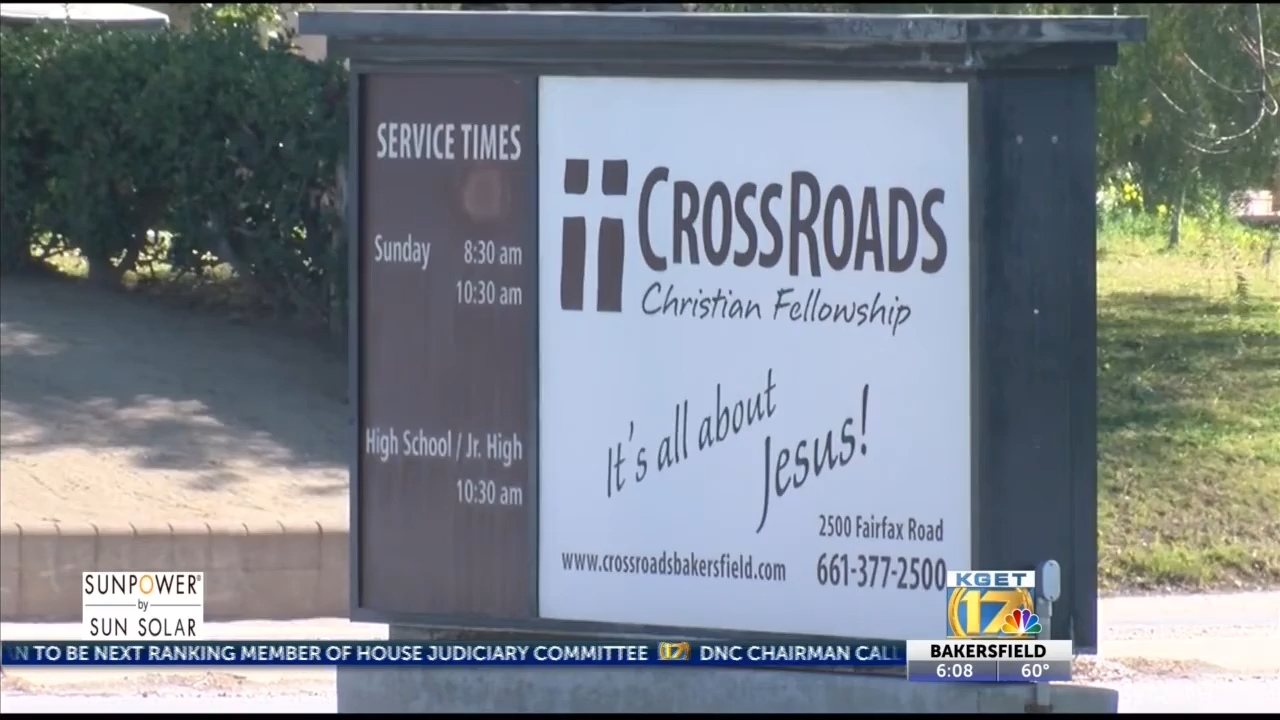 SERVICE TIMES
Sunday 8:30 am
10:30 am
High School / Jr. High
10:30 am
CROSSROADS
Christian Fellowship
It's all about
Jesus!
2500 Fairfax Road
www.crossroadsbakersfield.com
661-377-2500
SUNPOWER®
by
SUN SOLAR
KGET
17
N TO BE NEXT RANKING MEMBER OF HOUSE JUDICIARY COMMITTEE 17 DNC CHAIRMAN CALL
BAKERSFIELD
6:08 60°